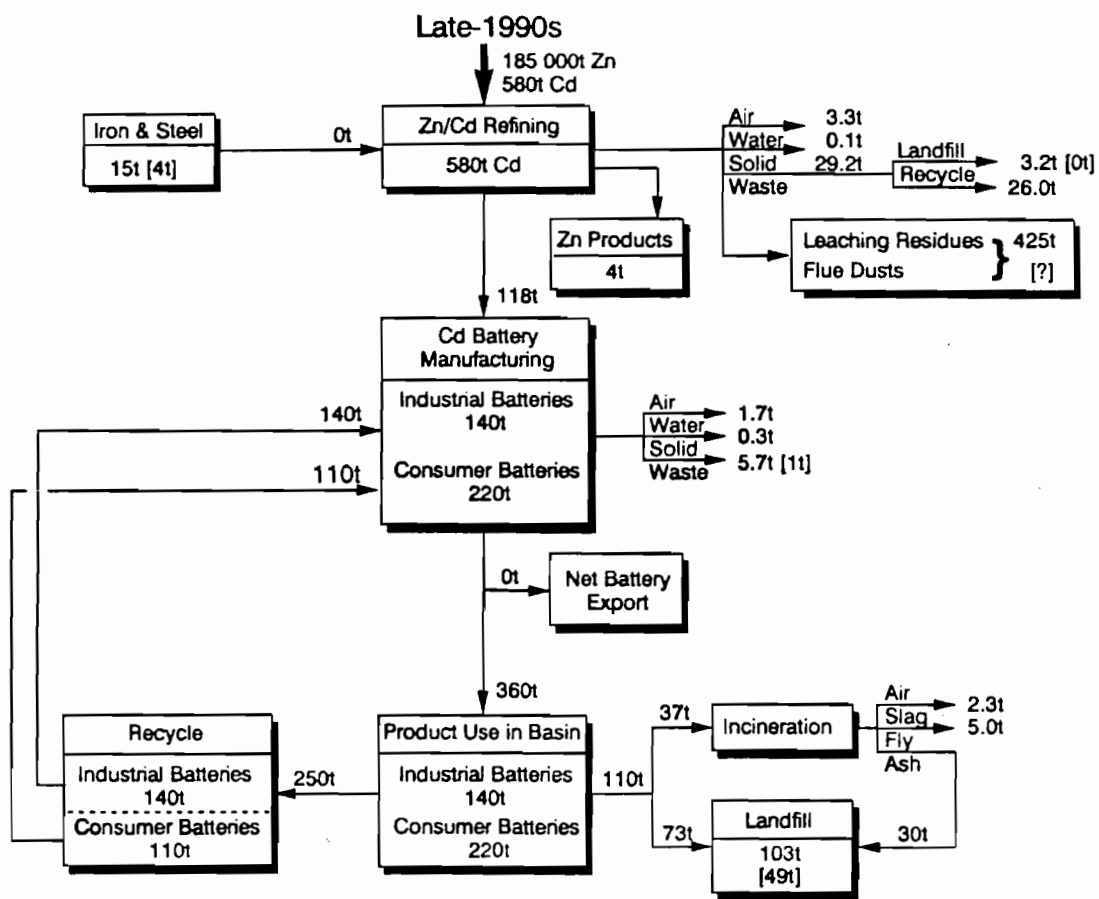 Late-1990s
185 000t Zn
580t Cd
Iron & Steel
15t [4t]
0t
Zn/Cd Refining
580t Cd
Air 3.3t
Water 0.1t
Solid 29.2t
Waste
Landfill 3.2t [0t]
Recycle 26.0t
Zn Products
4t
Leaching Residues } 425t
Flue Dusts [?]
118t
Cd Battery
Manufacturing
Industrial Batteries
140t
Consumer Batteries
220t
140t
110t
Air 1.7t
Water 0.3t
Solid 5.7t [1t]
Waste
0t
Net Battery
Export
360t
Recycle
Industrial Batteries
140t
Consumer Batteries
110t
250t
Product Use in Basin
Industrial Batteries
140t
Consumer Batteries
220t
110t
37t
Incineration
Air 2.3t
Slag 5.0t
Fly
Ash
73t
Landfill
103t
[49t]
30t